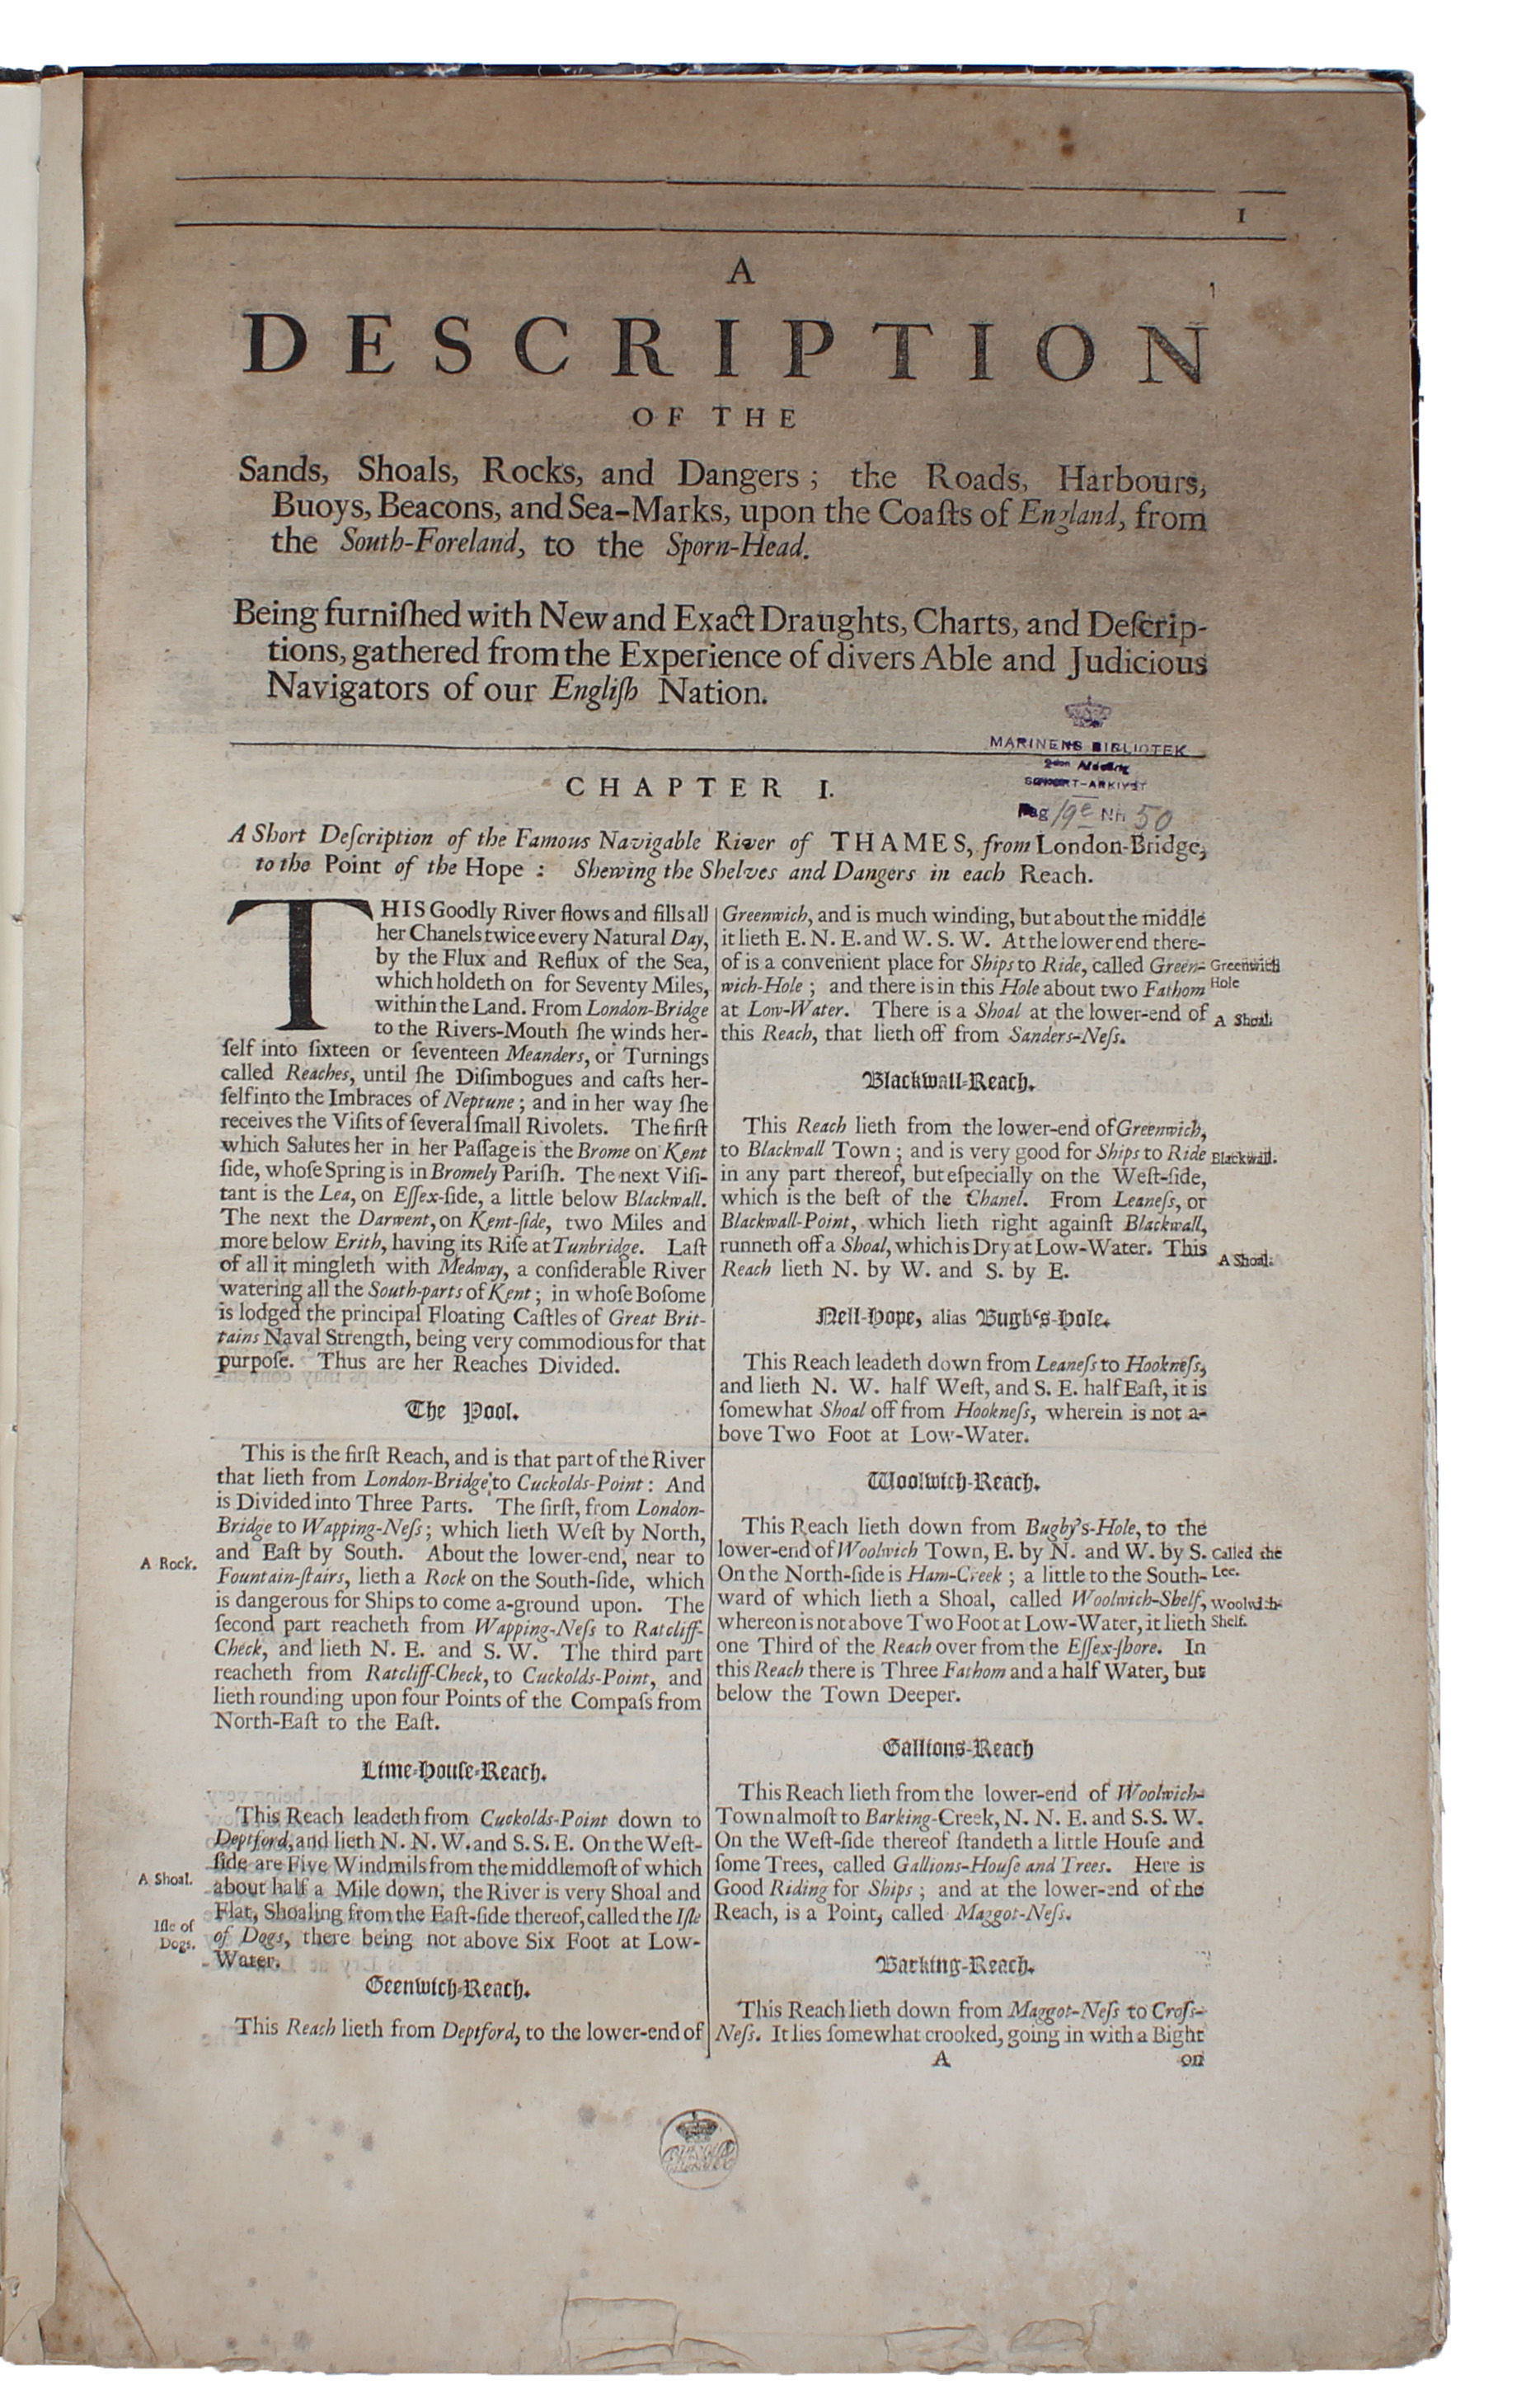 1
A
DESCRIPTION
OF THE
Sands, Shoals, Rocks, and Dangers; the Roads, Harbours,
Buoys, Beacons, and Sea-Marks, upon the Coaſts of England, from
the South-Foreland, to the Sporn-Head.
Being furniſhed with New and Exact Draughts, Charts, and Deſcrip-
tions, gathered from the Experience of divers Able and Judicious
Navigators of our Engliſh Nation.
MARINENS BIBLIOTEK
CHAPTER I.
50
A Short Deſcription of the Famous Navigable River of THAMES, from London-Bridge,
to the Point of the Hope: Shewing the Shelves and Dangers in each Reach.
THIS Goodly River flows and fills all
her Chanels twice every Natural Day,
by the Flux and Reflux of the Sea,
which holdeth on for Seventy Miles,
within the Land. From London-Bridge
to the Rivers-Mouth ſhe winds her-
ſelf into ſixteen or ſeventeen Meanders, or Turnings
called Reaches, until ſhe Diſimbogues and caſts her-
ſelf into the Imbraces of Neptune; and in her way ſhe
receives the Viſits of ſeveral ſmall Rivolets. The firſt
which Salutes her in her Paſſage is the Brome on Kent
ſide, whoſe Spring is in Bromely Pariſh. The next Viſi-
tant is the Lea, on Eſſex-ſide, a little below Blackwall.
The next the Darwent, on Kent-ſide, two Miles and
more below Erith, having its Riſe at Tunbridge. Laſt
of all it mingleth with Medway, a conſiderable River
watering all the South-parts of Kent; in whoſe Boſome
is lodged the principal Floating Caſtles of Great Brit-
tains Naval Strength, being very commodious for that
purpoſe. Thus are her Reaches Divided.
The Pool.
This is the firſt Reach, and is that part of the River
that lieth from London-Bridge to Cuckolds-Point: And
is Divided into Three Parts. The firſt, from London-
Bridge to Wapping-Neſs; which lieth Weſt by North,
and Eaſt by South. About the lower-end, near to
A Rock.
Fountain-ſtairs, lieth a Rock on the South-ſide, which
is dangerous for Ships to come a-ground upon. The
ſecond part reacheth from Wapping-Neſs to Ratcliff-
Check, and lieth N. E. and S. W. The third part
reacheth from Ratcliff-Check, to Cuckolds-Point, and
lieth rounding upon four Points of the Compaſs from
North-Eaſt to the Eaſt.
Lime-houſe-Reach.
This Reach leadeth from Cuckolds-Point down to
Deptford, and lieth N. N. W. and S. S. E. On the Weſt-
ſide are Five Windmils from the middlemoſt of which
A Shoal.
about half a Mile down, the River is very Shoal and
Flat, Shoaling from the Eaſt-ſide thereof, called the Iſle
Iſle of
Dogs.
of Dogs, there being not above Six Foot at Low-
Water.
Geenwich-Reach.
This Reach lieth from Deptford, to the lower-end of
Greenwich, and is much winding, but about the middle
it lieth E. N. E. and W. S. W. At the lower end there-
of is a convenient place for Ships to Ride, called Green-
Greenwich
Hole
wich-Hole; and there is in this Hole about two Fathom
at Low-Water. There is a Shoal at the lower-end of
A Shoal.
this Reach, that lieth off from Sanders-Neſs.
Blackwall-Reach.
This Reach lieth from the lower-end of Greenwich,
to Blackwall Town; and is very good for Ships to Ride
Blackwall.
in any part thereof, but eſpecially on the Weſt-ſide,
which is the beſt of the Chanel. From Leaneſs, or
Blackwall-Point, which lieth right againſt Blackwall,
runneth off a Shoal, which is Dry at Low-Water. This
A Shoal.
Reach lieth N. by W. and S. by E.
Nell-Hope, alias Bugh's-Hole.
This Reach leadeth down from Leaneſs to Hookneſs,
and lieth N. W. half Weſt, and S. E. half Eaſt, it is
ſomewhat Shoal off from Hookneſs, wherein is not a-
bove Two Foot at Low-Water.
Woolwich-Reach.
This Reach lieth down from Bugby's-Hole, to the
lower-end of Woolwich Town, E. by N. and W. by S.
Called the
Lee.
On the North-ſide is Ham-Creek; a little to the South-
ward of which lieth a Shoal, called Woolwich-Shelf,
Woolwich-
Shelf.
whereon is not above Two Foot at Low-Water, it lieth
one Third of the Reach over from the Eſſex-ſhore. In
this Reach there is Three Fathom and a half Water, but
below the Town Deeper.
Gallions-Reach
This Reach lieth from the lower-end of Woolwich-
Town almoſt to Barking-Creek, N. N. E. and S. S. W.
On the Weſt-ſide thereof ſtandeth a little Houſe and
ſome Trees, called Gallions-Houſe and Trees. Here is
Good Riding for Ships; and at the lower-end of the
Reach, is a Point, called Maggot-Neſs.
Barking-Reach.
This Reach lieth down from Maggot-Neſs to Croſs-
Neſs. It lies ſomewhat crooked, going in with a Bight
A
on